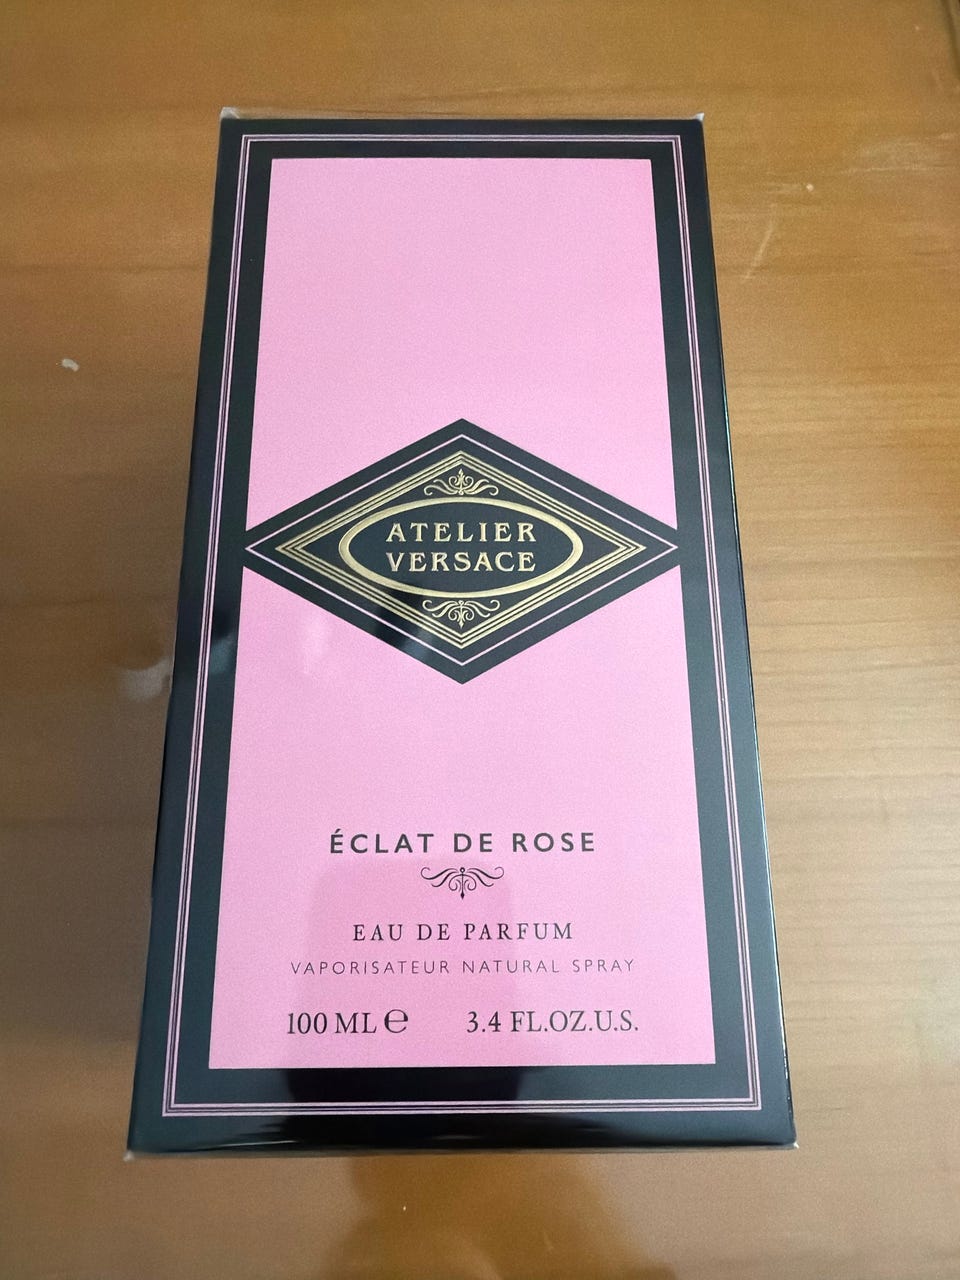 ATELIER
VERSACE
ÉCLAT DE ROSE
EAU DE PARFUM
VAPORISATEUR NATURAL SPRAY
100 ML ℮ 3.4 FL.OZ.U.S.